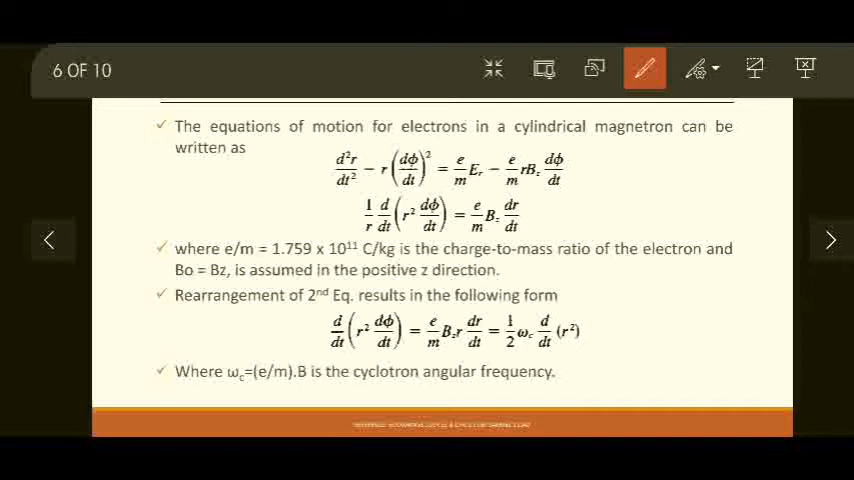 6 OF 10
✓ The equations of motion for electrons in a cylindrical magnetron can be
written as
d²r/dt² − r(dϕ/dt)² = e/m E_r − e/m rB_z dϕ/dt
1/r d/dt (r² dϕ/dt) = e/m B_z dr/dt
✓ where e/m = 1.759 x 10¹¹ C/kg is the charge-to-mass ratio of the electron and
Bo = Bz, is assumed in the positive z direction.
✓ Rearrangement of 2ⁿᵈ Eq. results in the following form
d/dt (r² dϕ/dt) = e/m B_z r dr/dt = 1/2 ω_c d/dt (r²)
✓ Where ω_c=(e/m).B is the cyclotron angular frequency.